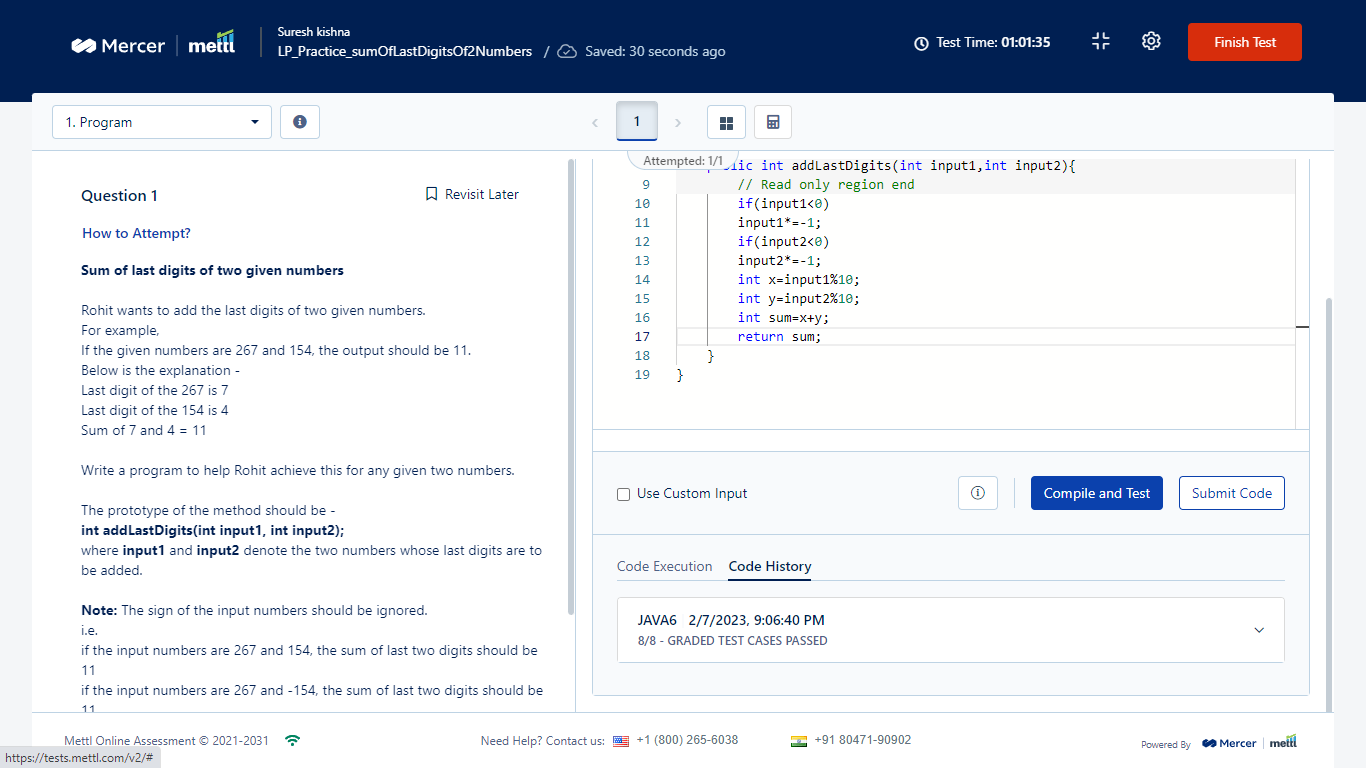 Mercer | mettl
Suresh kishna
LP_Practice_sumOfLastDigitsOf2Numbers / Saved: 30 seconds ago
Test Time: 01:01:35
Finish Test
1. Program
1
Attempted: 1/1
Question 1
Revisit Later
How to Attempt?
Sum of last digits of two given numbers
Rohit wants to add the last digits of two given numbers.
For example,
If the given numbers are 267 and 154, the output should be 11.
Below is the explanation -
Last digit of the 267 is 7
Last digit of the 154 is 4
Sum of 7 and 4 = 11
Write a program to help Rohit achieve this for any given two numbers.
The prototype of the method should be -
int addLastDigits(int input1, int input2);
where input1 and input2 denote the two numbers whose last digits are to
be added.
Note: The sign of the input numbers should be ignored.
i.e.
if the input numbers are 267 and 154, the sum of last two digits should be
11
if the input numbers are 267 and -154, the sum of last two digits should be
11
int addLastDigits(int input1,int input2){
9 // Read only region end
10 if(input1<0)
11 input1*=-1;
12 if(input2<0)
13 input2*=-1;
14 int x=input1%10;
15 int y=input2%10;
16 int sum=x+y;
17 return sum;
18 }
19 }
Use Custom Input
Compile and Test
Submit Code
Code Execution
Code History
JAVA6 2/7/2023, 9:06:40 PM
8/8 - GRADED TEST CASES PASSED
Mettl Online Assessment © 2021-2031
Need Help? Contact us: +1 (800) 265-6038
+91 80471-90902
Powered By Mercer | mettl
https://tests.mettl.com/v2/#